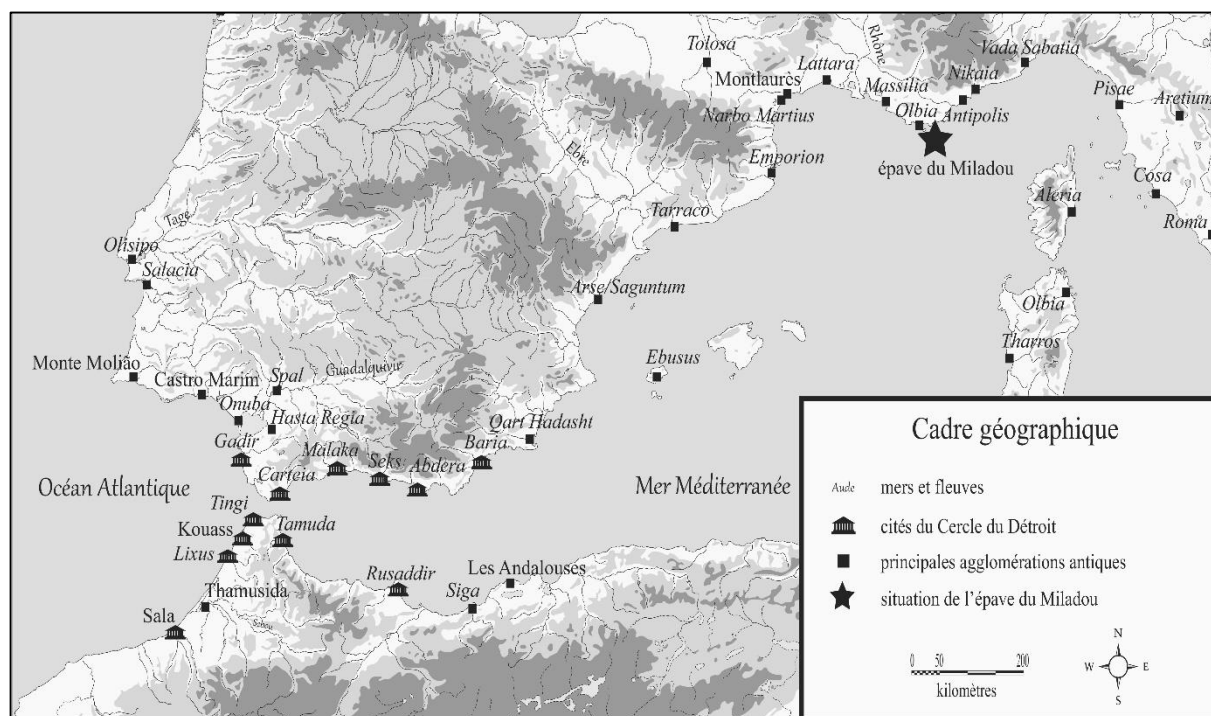 Tolosa
Rhône
Vada Sabatia
Lattara
Montlaurès
Nikaia
Massilia
Pisae
Narbo Martius
Olbia
Antipolis
Aretium
épave du Miladou
Emporion
Ebre
Cosa
Aleria
Tarraco
Roma
Tage
Olisipo
Salacia
Arse/Saguntum
Olbia
Tharros
Ebusus
Monte Molião
Guadalquivir
Spal
Castro Marim
Onuba
Hasta Regia
Qart Hadasht
Gadir
Malaka
Baria
Seks
Abdera
Carteia
Océan Atlantique
Mer Méditerranée
Tingi
Kouass
Tamuda
Lixus
Les Andalouses
Rusaddir
Siga
Thamusida
Sala
Sebou
Cadre géographique
Aude mers et fleuves
cités du Cercle du Détroit
principales agglomérations antiques
situation de l'épave du Miladou
0 50 200
kilomètres
N
W E
S